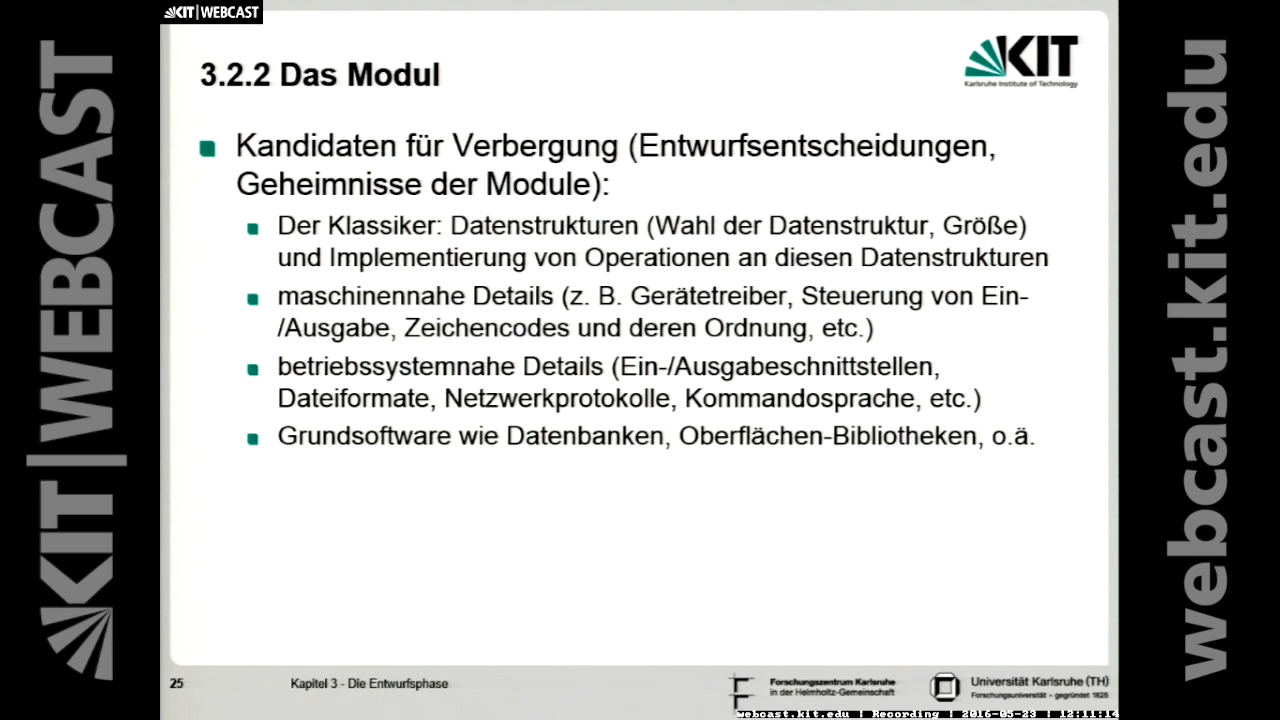 KIT | WEBCAST
KIT | WEBCAST
webcast.kit.edu
3.2.2 Das Modul
KIT
Karlsruhe Institute of Technology
Kandidaten für Verbergung (Entwurfsentscheidungen,
Geheimnisse der Module):
Der Klassiker: Datenstrukturen (Wahl der Datenstruktur, Größe)
und Implementierung von Operationen an diesen Datenstrukturen
maschinennahe Details (z. B. Gerätetreiber, Steuerung von Ein-
/Ausgabe, Zeichencodes und deren Ordnung, etc.)
betriebssystemnahe Details (Ein-/Ausgabeschnittstellen,
Dateiformate, Netzwerkprotokolle, Kommandosprache, etc.)
Grundsoftware wie Datenbanken, Oberflächen-Bibliotheken, o.ä.
25
Kapitel 3 - Die Entwurfsphase
Forschungszentrum Karlsruhe
in der Helmholtz-Gemeinschaft
Universität Karlsruhe (TH)
Forschungsuniversität • gegründet 1825
webcast.kit.edu | Recording | 2016-05-23 | 12:11:14